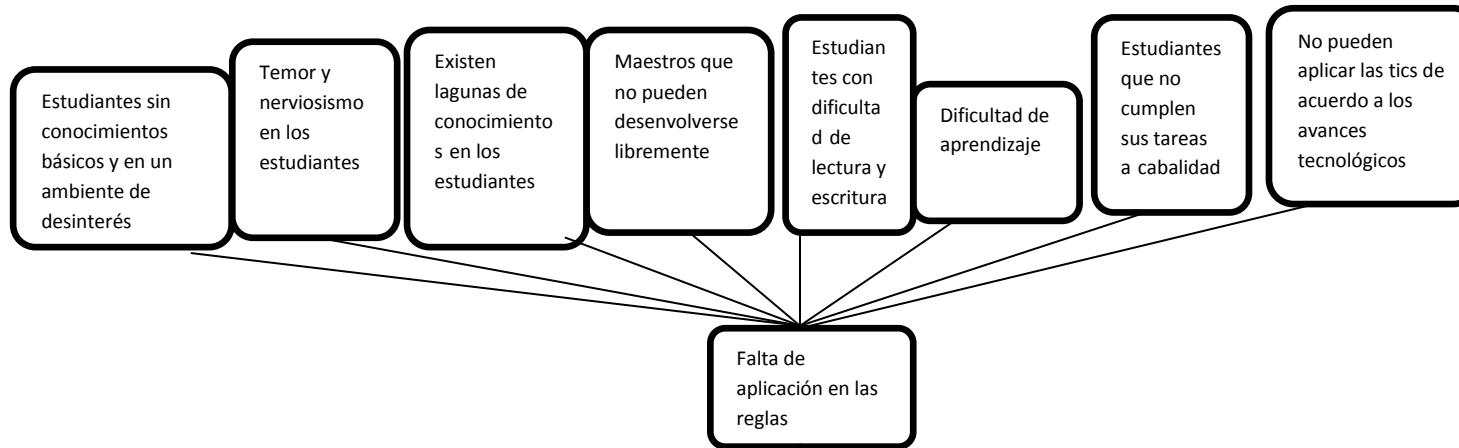 Estudiantes sin
conocimientos
básicos y en un
ambiente de
desinterés
Temor y
nerviosismo
en los
estudiantes
Existen
lagunas de
conocimiento
s en los
estudiantes
Maestros que
no pueden
desenvolverse
libremente
Estudian
tes con
dificulta
d de
lectura y
escritura
Dificultad de
aprendizaje
Estudiantes
que no
cumplen
sus tareas
a cabalidad
No pueden
aplicar las tics de
acuerdo a los
avances
tecnológicos
Falta de
aplicación en las
reglas